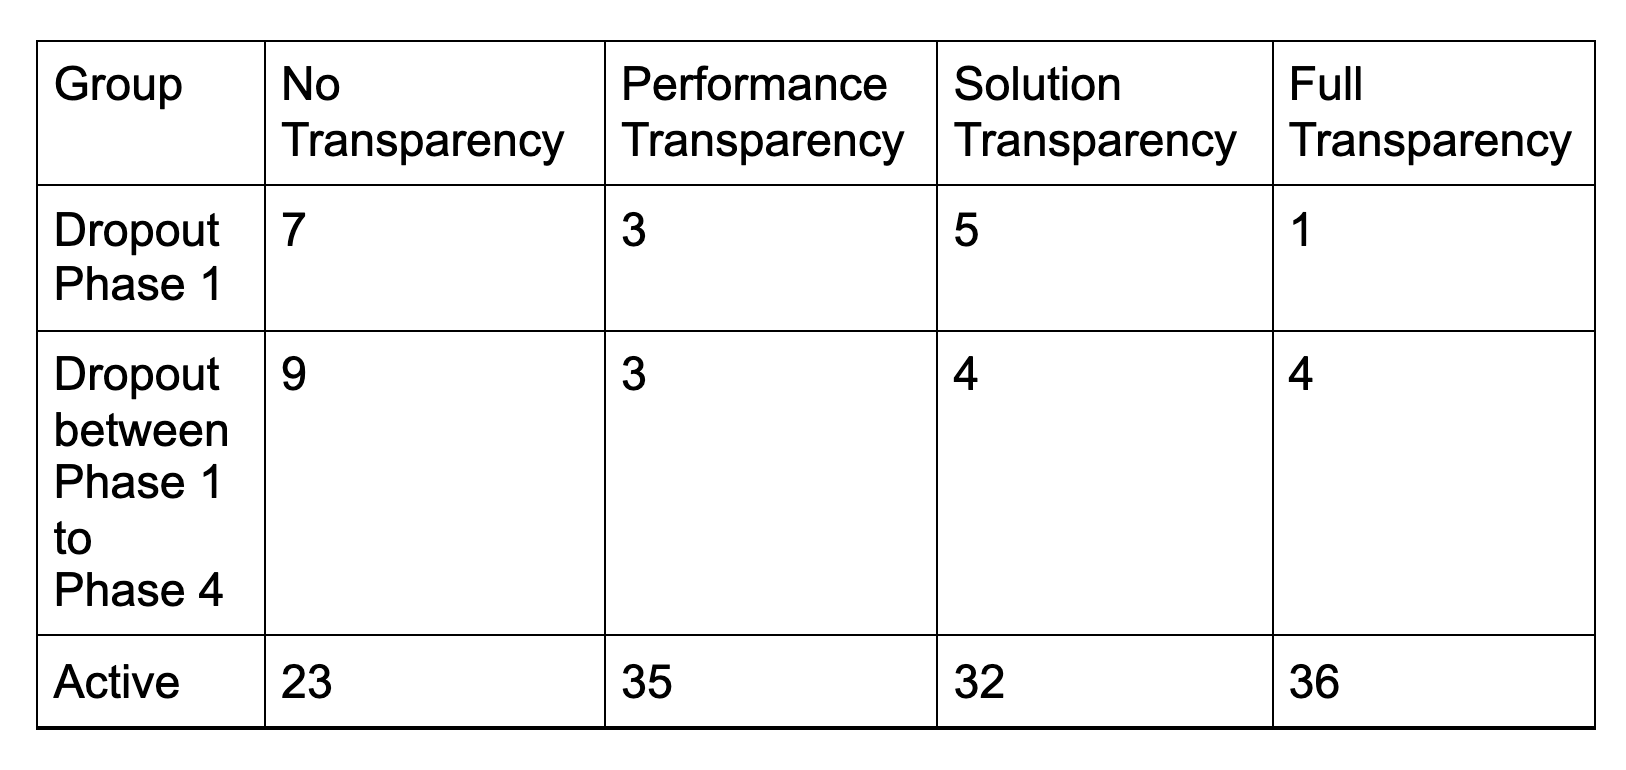 Group
No
Transparency
Performance
Transparency
Solution
Transparency
Full
Transparency
Dropout
Phase 1
7
3
5
1
Dropout
between
Phase 1
to
Phase 4
9
3
4
4
Active
23
35
32
36